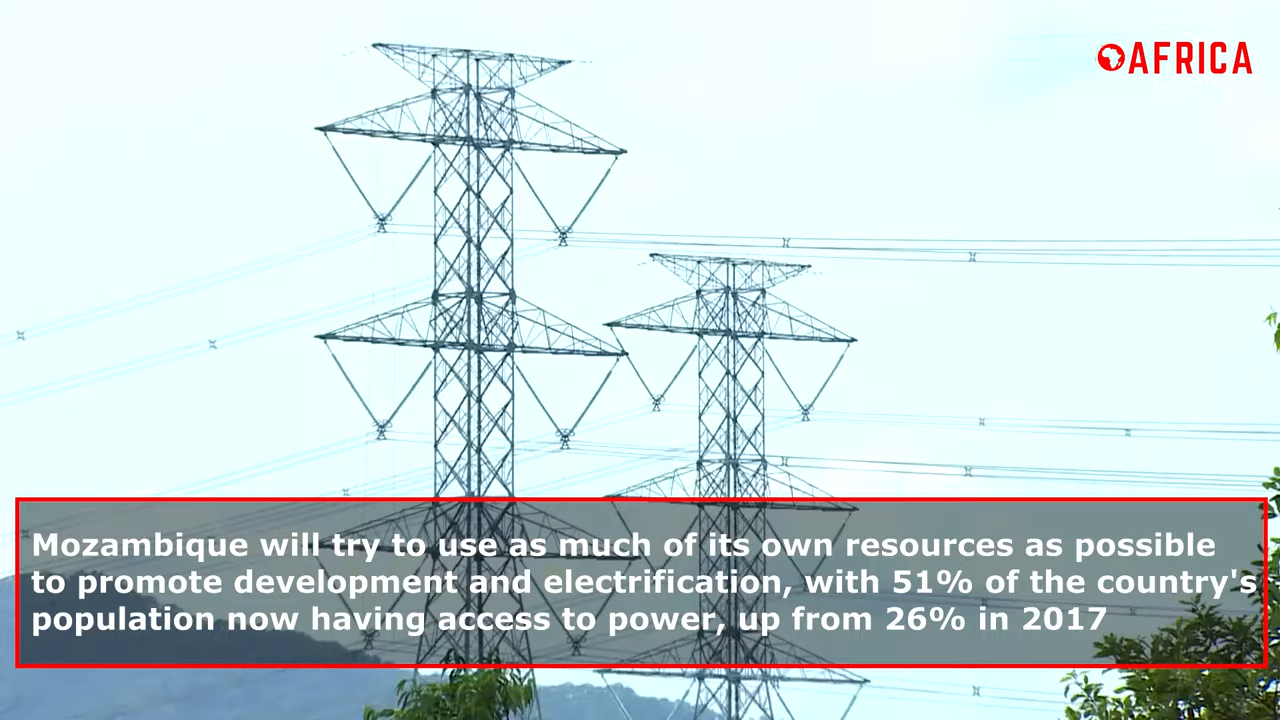 AFRICA
Mozambique will try to use as much of its own resources as possible
to promote development and electrification, with 51% of the country's
population now having access to power, up from 26% in 2017